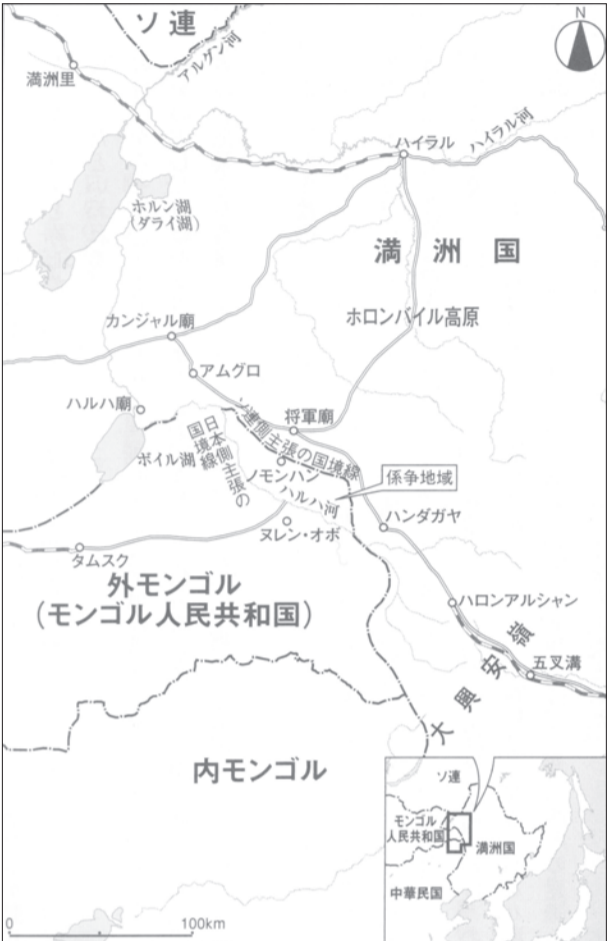 ソ連
N
アルグン河
満洲里
ハイラル
ハイラル河
ホルン湖
(ダライ湖)
満洲国
ホロンバイル高原
カンジャル廟
アムグロ
ハルハ廟
将軍廟
ソ連側主張の国境線
日本側主張の
国境線
ボイル湖
ノモンハン
係争地域
ハルハ河
ハンダガヤ
ヌレン・オボ
タムスク
外モンゴル
(モンゴル人民共和国)
ハロンアルシャン
五叉溝
大興安嶺
内モンゴル
ソ連
モンゴル
人民共和国
満洲国
中華民国
0
100km